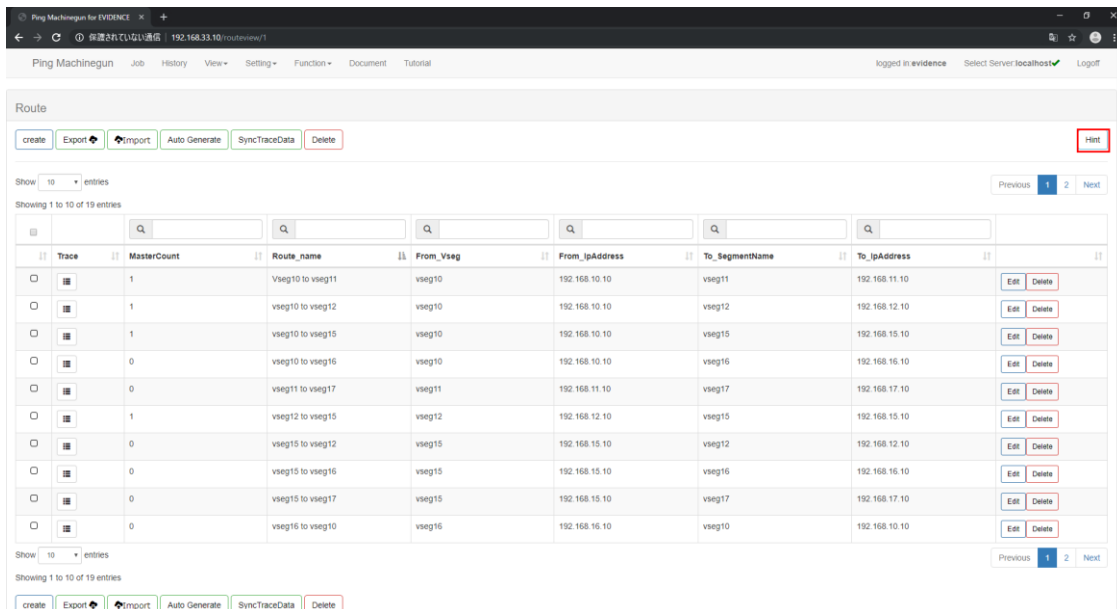 Ping Machinegun for EVIDENCE
保護されていない通信 | 192.168.33.10/routeview/1
Ping Machinegun Job History View Setting Function Document Tutorial logged in:evidence Select Server:localhost Logoff
Route
create Export Import Auto Generate SyncTraceData Delete Hint
Show 10 entries Previous 1 2 Next
Showing 1 to 10 of 19 entries
Trace MasterCount Route_name From_Vseg From_IpAddress To_SegmentName To_IpAddress
1 Vseg10 to vseg11 vseg10 192.168.10.10 vseg11 192.168.11.10 Edit Delete
1 vseg10 to vseg12 vseg10 192.168.10.10 vseg12 192.168.12.10 Edit Delete
1 vseg10 to vseg15 vseg10 192.168.10.10 vseg15 192.168.15.10 Edit Delete
0 vseg10 to vseg16 vseg10 192.168.10.10 vseg16 192.168.16.10 Edit Delete
0 vseg11 to vseg17 vseg11 192.168.11.10 vseg17 192.168.17.10 Edit Delete
1 vseg12 to vseg15 vseg12 192.168.12.10 vseg15 192.168.15.10 Edit Delete
0 vseg15 to vseg12 vseg15 192.168.15.10 vseg12 192.168.12.10 Edit Delete
0 vseg15 to vseg16 vseg15 192.168.15.10 vseg16 192.168.16.10 Edit Delete
0 vseg15 to vseg17 vseg15 192.168.15.10 vseg17 192.168.17.10 Edit Delete
0 vseg16 to vseg10 vseg16 192.168.16.10 vseg10 192.168.10.10 Edit Delete
Show 10 entries Previous 1 2 Next
Showing 1 to 10 of 19 entries
create Export Import Auto Generate SyncTraceData Delete